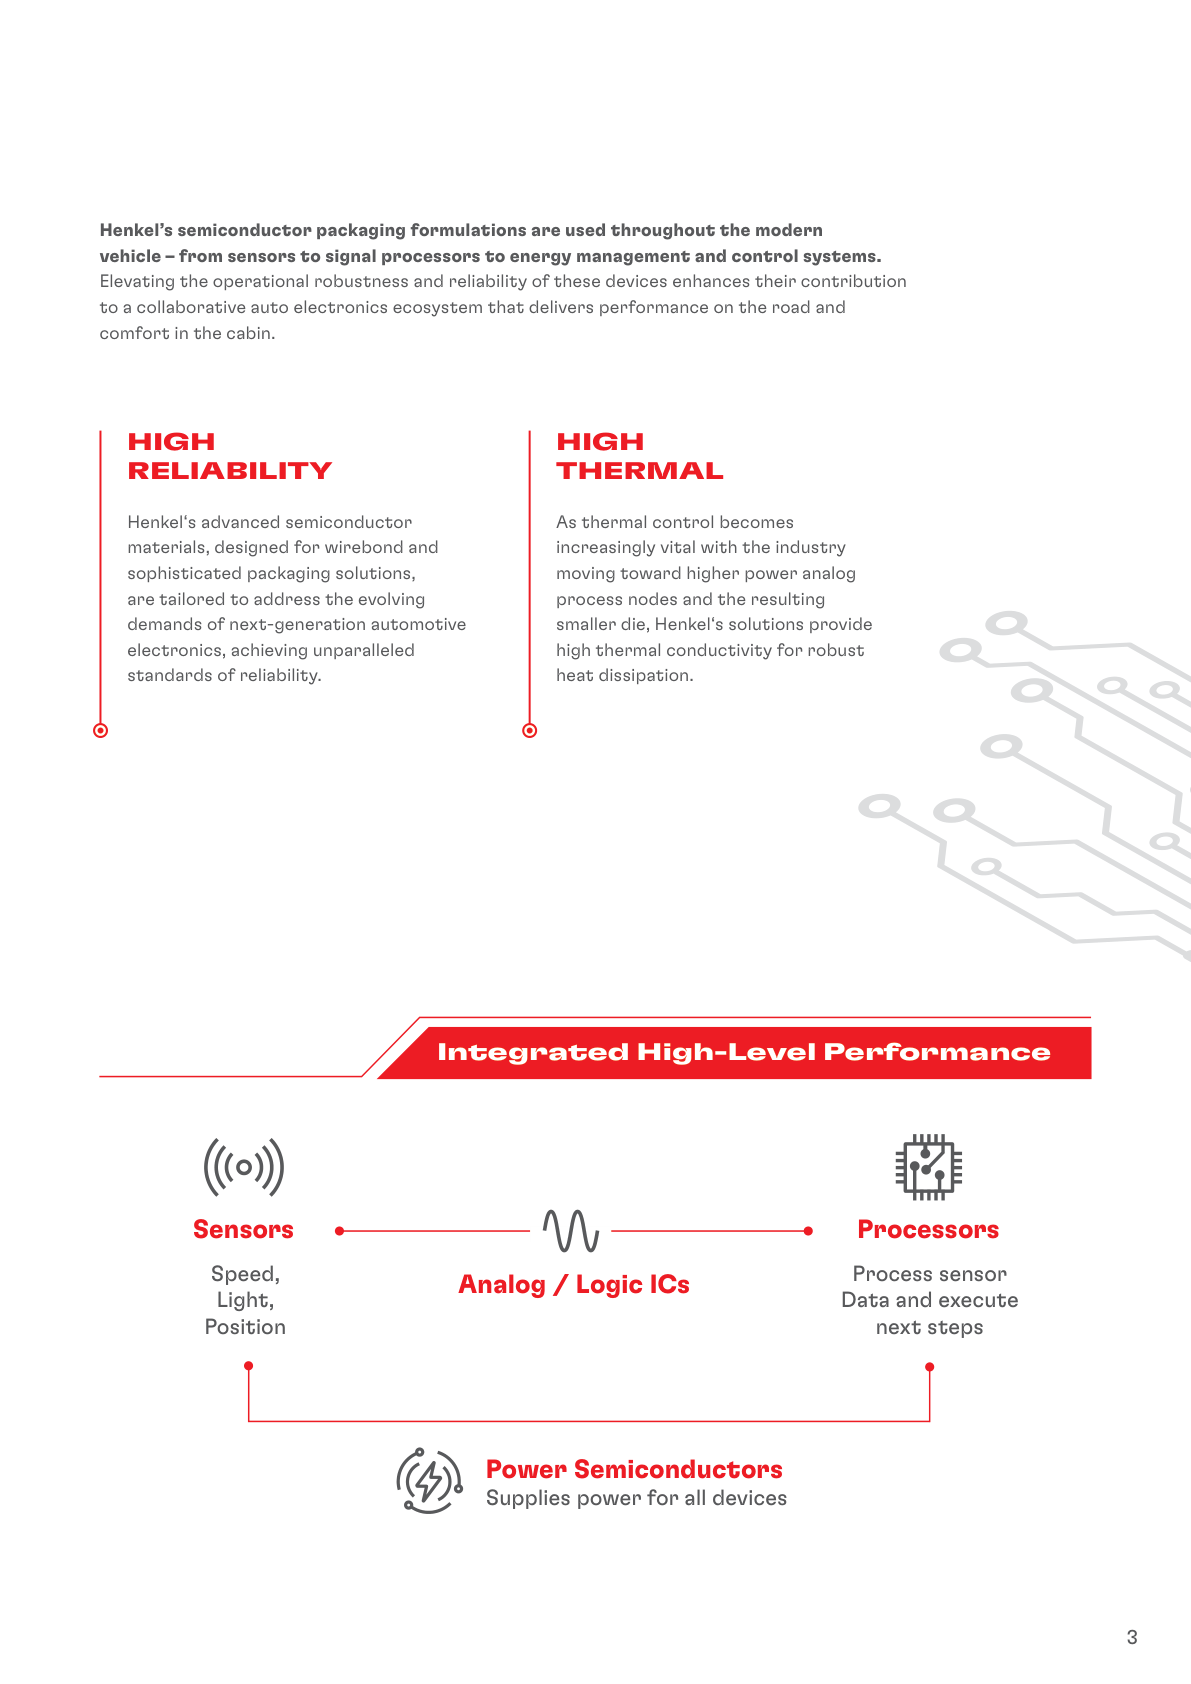 Henkel’s semiconductor packaging formulations are used throughout the modern
vehicle – from sensors to signal processors to energy management and control systems.
Elevating the operational robustness and reliability of these devices enhances their contribution
to a collaborative auto electronics ecosystem that delivers performance on the road and
comfort in the cabin.
HIGH
RELIABILITY
Henkel‘s advanced semiconductor
materials, designed for wirebond and
sophisticated packaging solutions,
are tailored to address the evolving
demands of next-generation automotive
electronics, achieving unparalleled
standards of reliability.
HIGH
THERMAL
As thermal control becomes
increasingly vital with the industry
moving toward higher power analog
process nodes and the resulting
smaller die, Henkel‘s solutions provide
high thermal conductivity for robust
heat dissipation.
Integrated High-Level Performance
Sensors
Speed,
Light,
Position
Analog / Logic ICs
Processors
Process sensor
Data and execute
next steps
Power Semiconductors
Supplies power for all devices
3